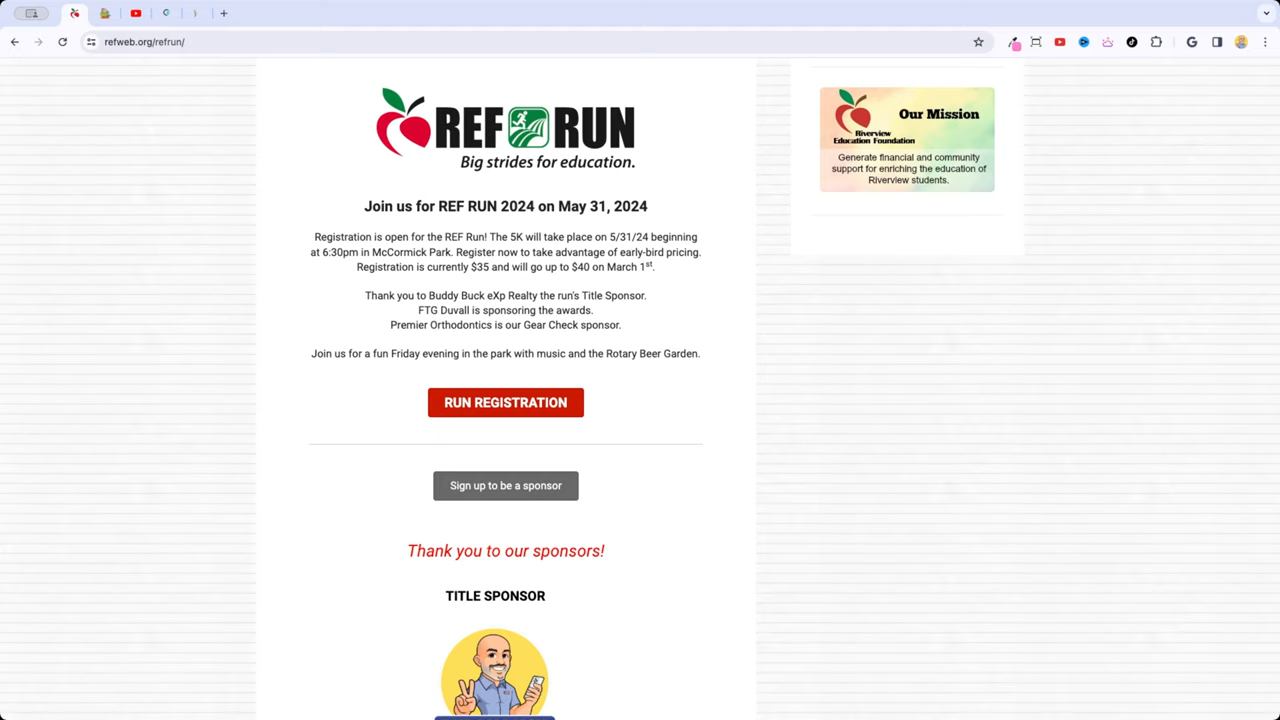 refweb.org/refrun/
REF RUN
Big strides for education.
Our Mission
Riverview
Education Foundation
Generate financial and community
support for enriching the education of
Riverview students.
Join us for REF RUN 2024 on May 31, 2024
Registration is open for the REF Run! The 5K will take place on 5/31/24 beginning
at 6:30pm in McCormick Park. Register now to take advantage of early-bird pricing.
Registration is currently $35 and will go up to $40 on March 1st.
Thank you to Buddy Buck eXp Realty the run's Title Sponsor.
FTG Duvall is sponsoring the awards.
Premier Orthodontics is our Gear Check sponsor.
Join us for a fun Friday evening in the park with music and the Rotary Beer Garden.
RUN REGISTRATION
Sign up to be a sponsor
Thank you to our sponsors!
TITLE SPONSOR